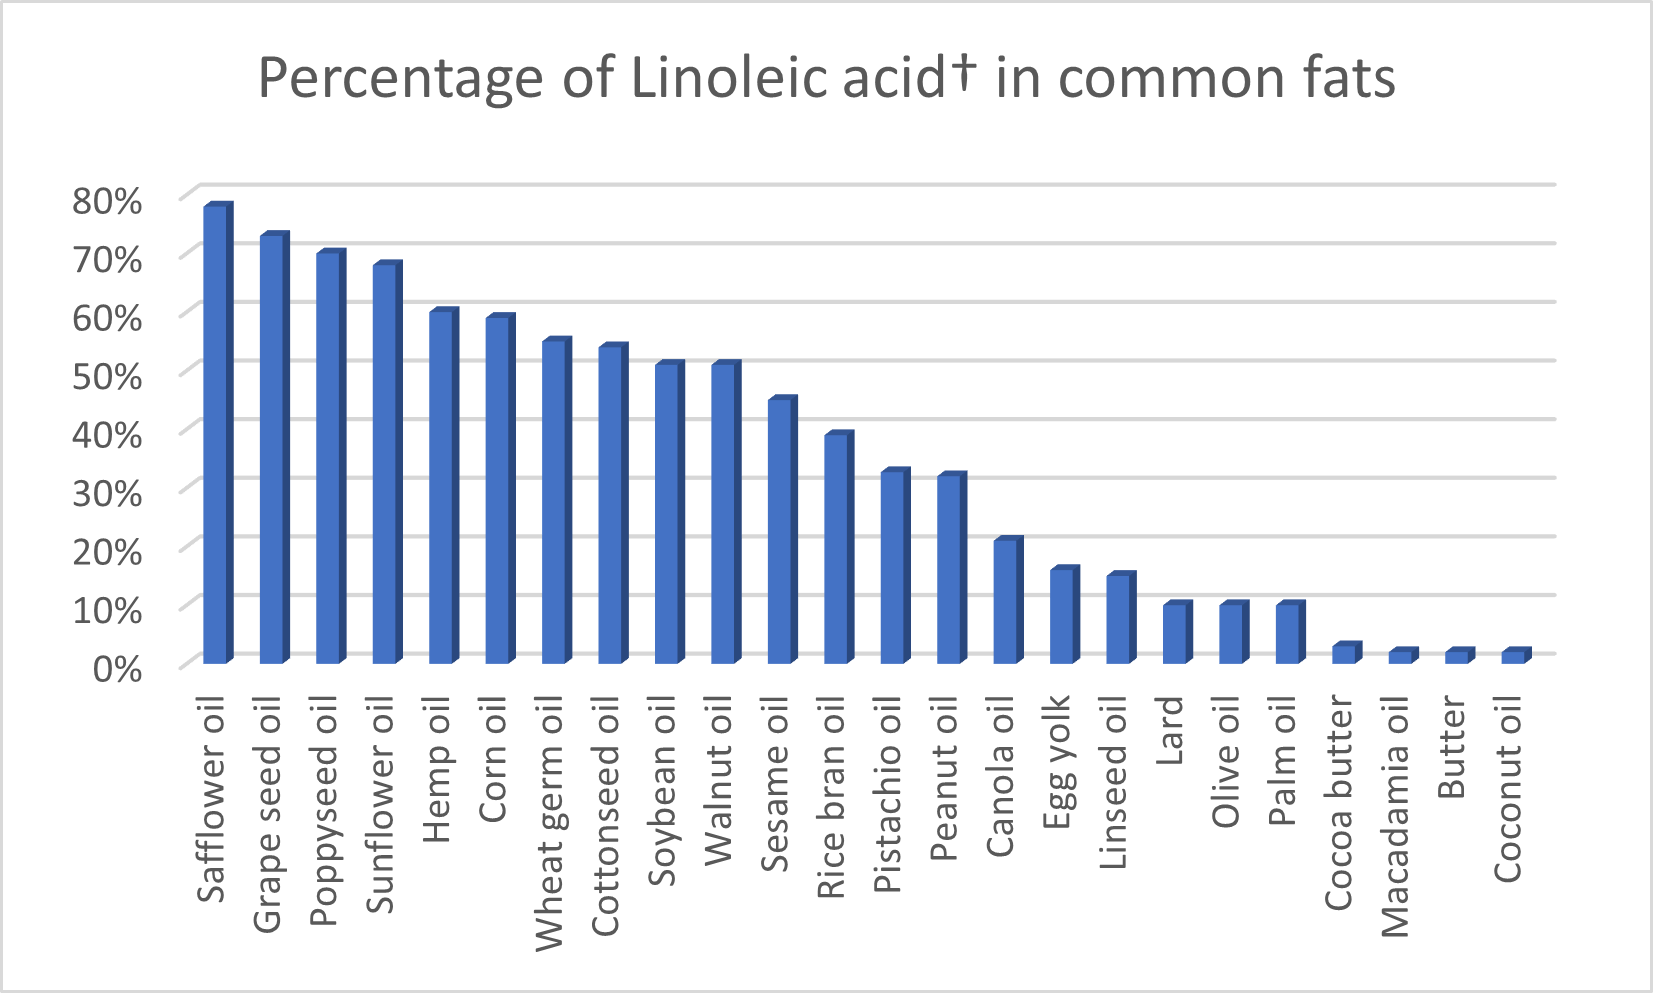 Percentage of Linoleic acid† in common fats
80%
70%
60%
50%
40%
30%
20%
10%
0%
Safflower oil
Grape seed oil
Poppyseed oil
Sunflower oil
Hemp oil
Corn oil
Wheat germ oil
Cottonseed oil
Soybean oil
Walnut oil
Sesame oil
Rice bran oil
Pistachio oil
Peanut oil
Canola oil
Egg yolk
Linseed oil
Lard
Olive oil
Palm oil
Cocoa butter
Macadamia oil
Butter
Coconut oil